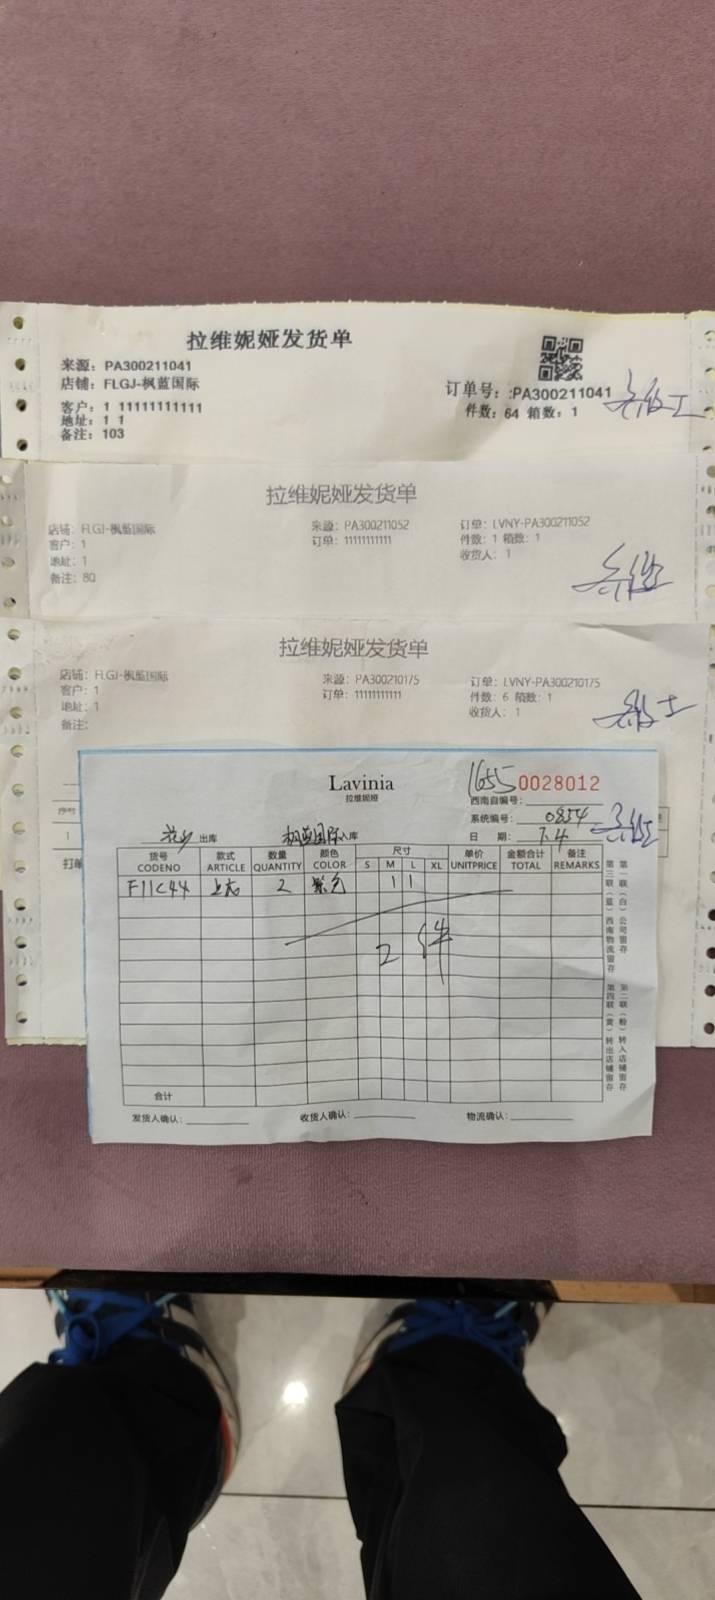 拉维妮娅发货单
来源：PA300211041
店铺：FLGJ-枫蓝国际
订单号：:PA300211041
客户：1 11111111111
件数：64 箱数：1
地址：1 1
备注：103
拉维妮娅发货单
店铺：FLGJ-枫蓝国际 来源：PA300211052 订单：LVNY-PA300211052
客户：1 订单：11111111111 件数：1 箱数：1
地址：1 收货人：1
备注：80
拉维妮娅发货单
店铺：FLGJ-枫蓝国际 来源：PA300210175 订单：LVNY-PA300210175
客户：1 订单：11111111111 件数：6 箱数：1
地址：1 收货人：1
备注：
序号
1
打单
Lavinia
拉维妮娅
1655 0028012
西南自编号：
系统编号：0854
出库 枫蓝国际入库 日 期：7.4
货号 款式 数量 颜色 尺寸 单价 金额合计 备注
CODENO ARTICLE QUANTITY COLOR S M L XL UNITPRICE TOTAL REMARKS
F11C44 上衣 2 紫色 1 1
2件
合计
发货人确认： 收货人确认： 物流确认：
第一联（白）公司留存
第三联（蓝）西南物流留存
第二联（粉）转入店铺留存
第四联（黄）转出店铺留存